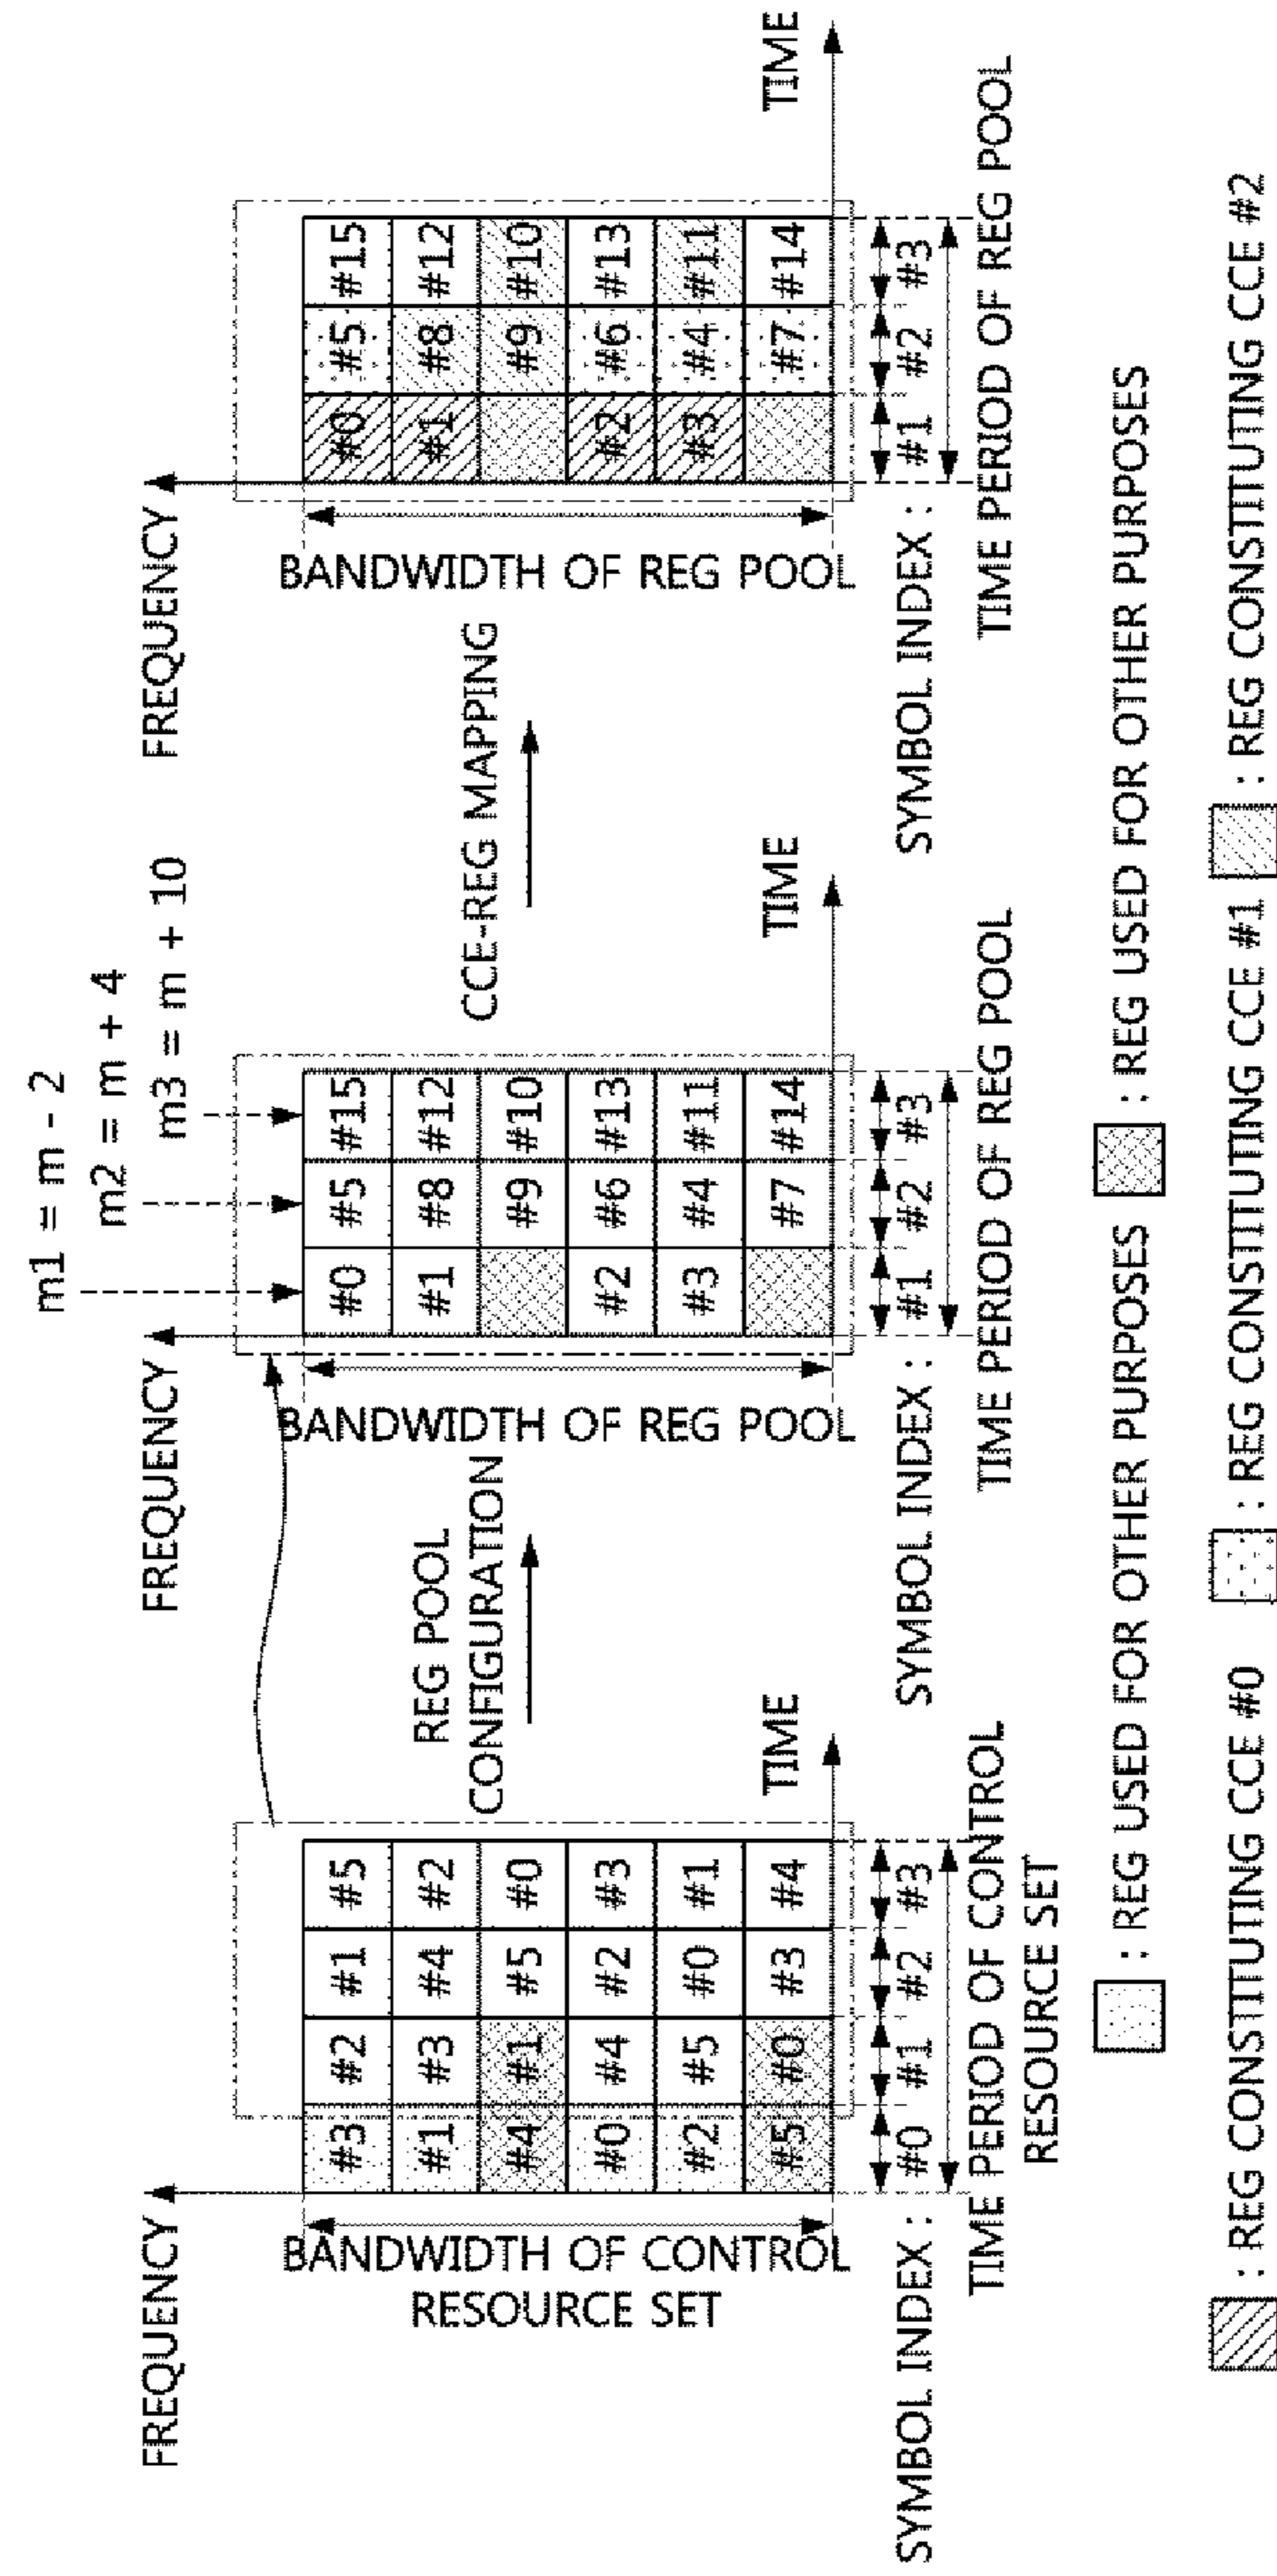 m1 = m - 2
m2 = m + 4
m3 = m + 10
FREQUENCY
#3 #2 #1 #5
#1 #3 #4 #2
#4 #1 #5 #0
#0 #4 #2 #3
#2 #5 #0 #1
#5 #0 #3 #4
TIME
BANDWIDTH OF CONTROL
RESOURCE SET
SYMBOL INDEX : #0 #1 #2 #3
TIME PERIOD OF CONTROL
RESOURCE SET
REG POOL
CONFIGURATION
FREQUENCY
#0 #5 #15
#1 #8 #12
#9 #10
#2 #6 #13
#3 #4 #11
#7 #14
TIME
BANDWIDTH OF REG POOL
SYMBOL INDEX : #1 #2 #3
TIME PERIOD OF REG POOL
CCE-REG MAPPING
FREQUENCY
#0 #5 #15
#1 #8 #12
#9 #10
#2 #6 #13
#3 #4 #11
#7 #14
TIME
BANDWIDTH OF REG POOL
SYMBOL INDEX : #1 #2 #3
TIME PERIOD OF REG POOL
: REG USED FOR OTHER PURPOSES : REG USED FOR OTHER PURPOSES
: REG CONSTITUTING CCE #0 : REG CONSTITUTING CCE #1 : REG CONSTITUTING CCE #2